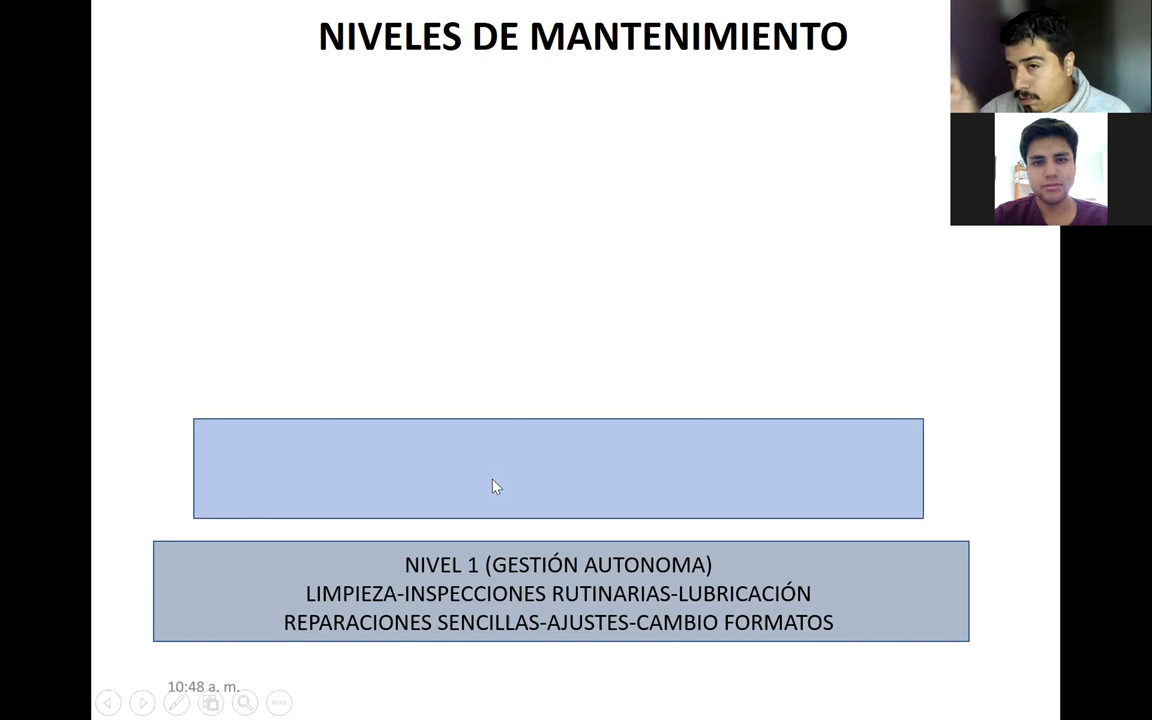 NIVELES DE MANTENIMIENTO
NIVEL 1 (GESTIÓN AUTONOMA)
LIMPIEZA-INSPECCIONES RUTINARIAS-LUBRICACIÓN
REPARACIONES SENCILLAS-AJUSTES-CAMBIO FORMATOS
10:48 a. m.